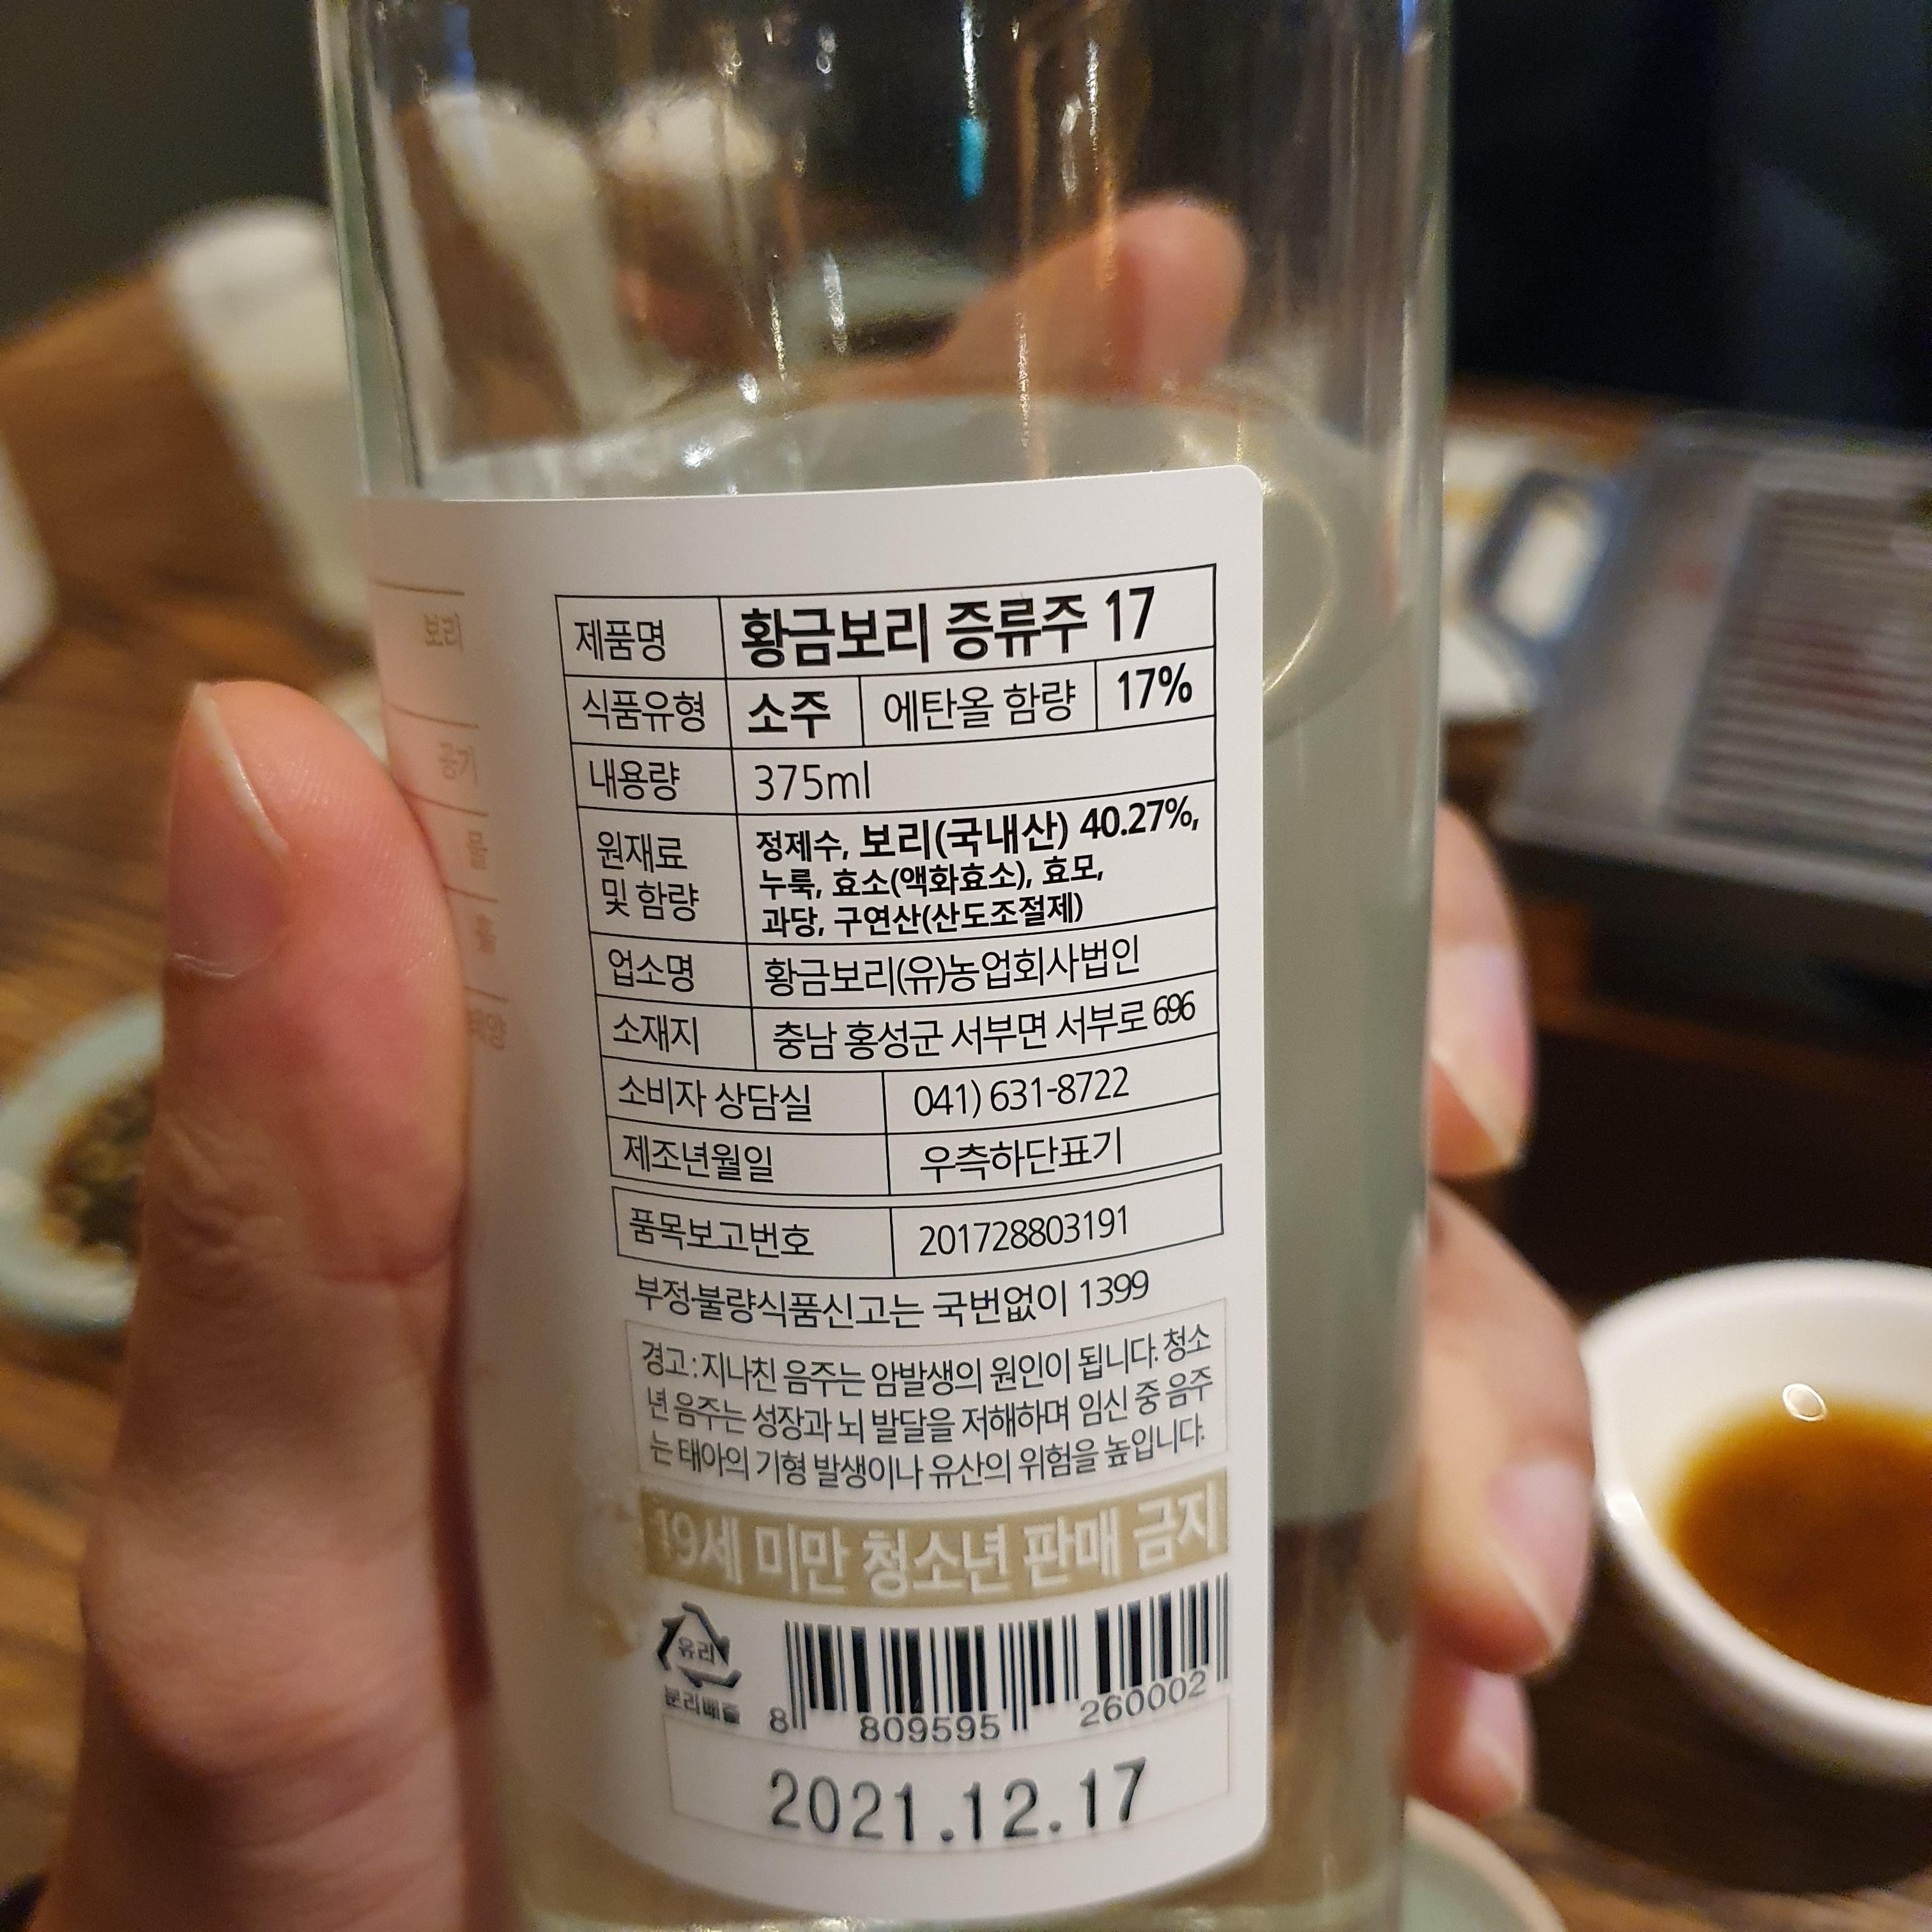 제품명 황금보리 증류주 17
식품유형 소주 에탄올 함량 17%
내용량 375ml
원재료 및 함량
정제수, 보리(국내산) 40.27%,
누룩, 효소(액화효소), 효모,
과당, 구연산(산도조절제)
업소명 황금보리(유)농업회사법인
소재지 충남 홍성군 서부면 서부로 696
소비자 상담실 041) 631-8722
제조년월일 우측하단표기
품목보고번호 201728803191
부정·불량식품신고는 국번없이 1399
경고 : 지나친 음주는 암발생의 원인이 됩니다. 청소
년 음주는 성장과 뇌 발달을 저해하며 임신 중 음주
는 태아의 기형 발생이나 유산의 위험을 높입니다.
19세 미만 청소년 판매 금지
유리
분리배출
8 809595 260002
2021.12.17
보리
공기
물